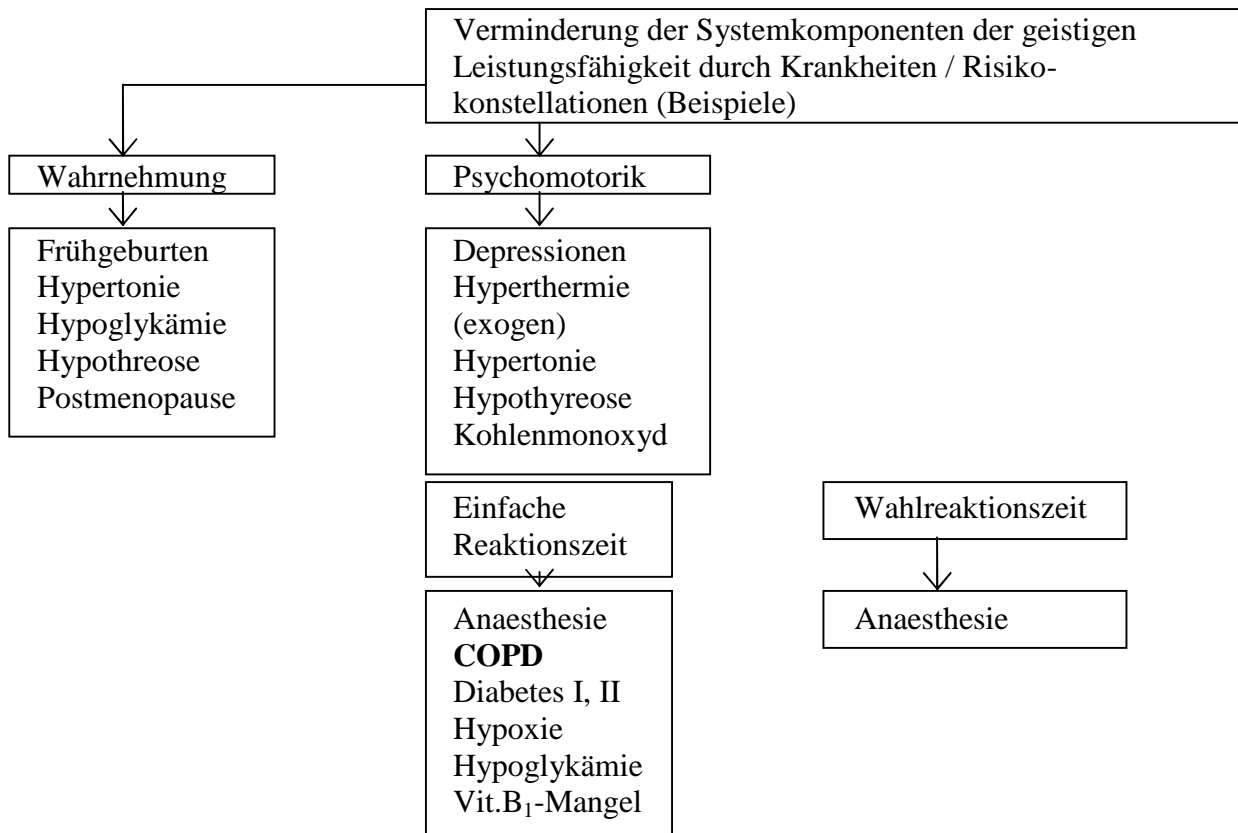 Verminderung der Systemkomponenten der geistigen
Leistungsfähigkeit durch Krankheiten / Risiko-
konstellationen (Beispiele)
Wahrnehmung
Psychomotorik
Frühgeburten
Hypertonie
Hypoglykämie
Hypothreose
Postmenopause
Depressionen
Hyperthermie
(exogen)
Hypertonie
Hypothyreose
Kohlenmonoxyd
Einfache
Reaktionszeit
Wahlreaktionszeit
Anaesthesie
COPD
Diabetes I, II
Hypoxie
Hypoglykämie
Vit.B₁-Mangel
Anaesthesie